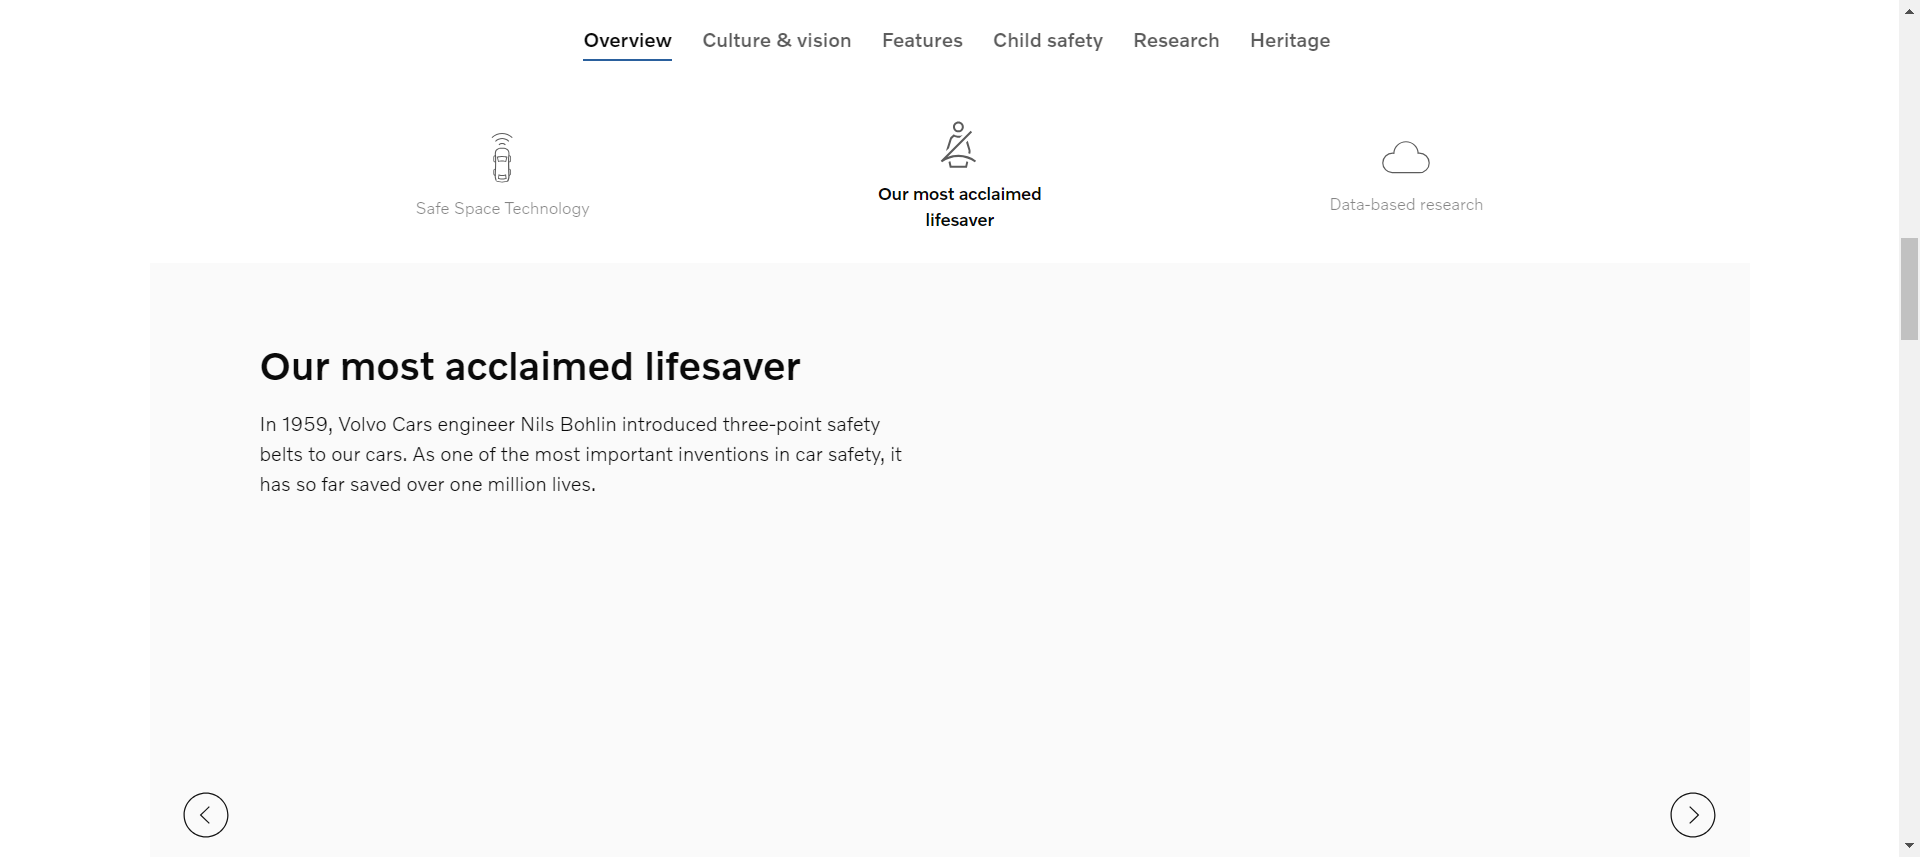 Overview Culture & vision Features Child safety Research Heritage
Safe Space Technology
Our most acclaimed
lifesaver
Data-based research
Our most acclaimed lifesaver
In 1959, Volvo Cars engineer Nils Bohlin introduced three-point safety
belts to our cars. As one of the most important inventions in car safety, it
has so far saved over one million lives.